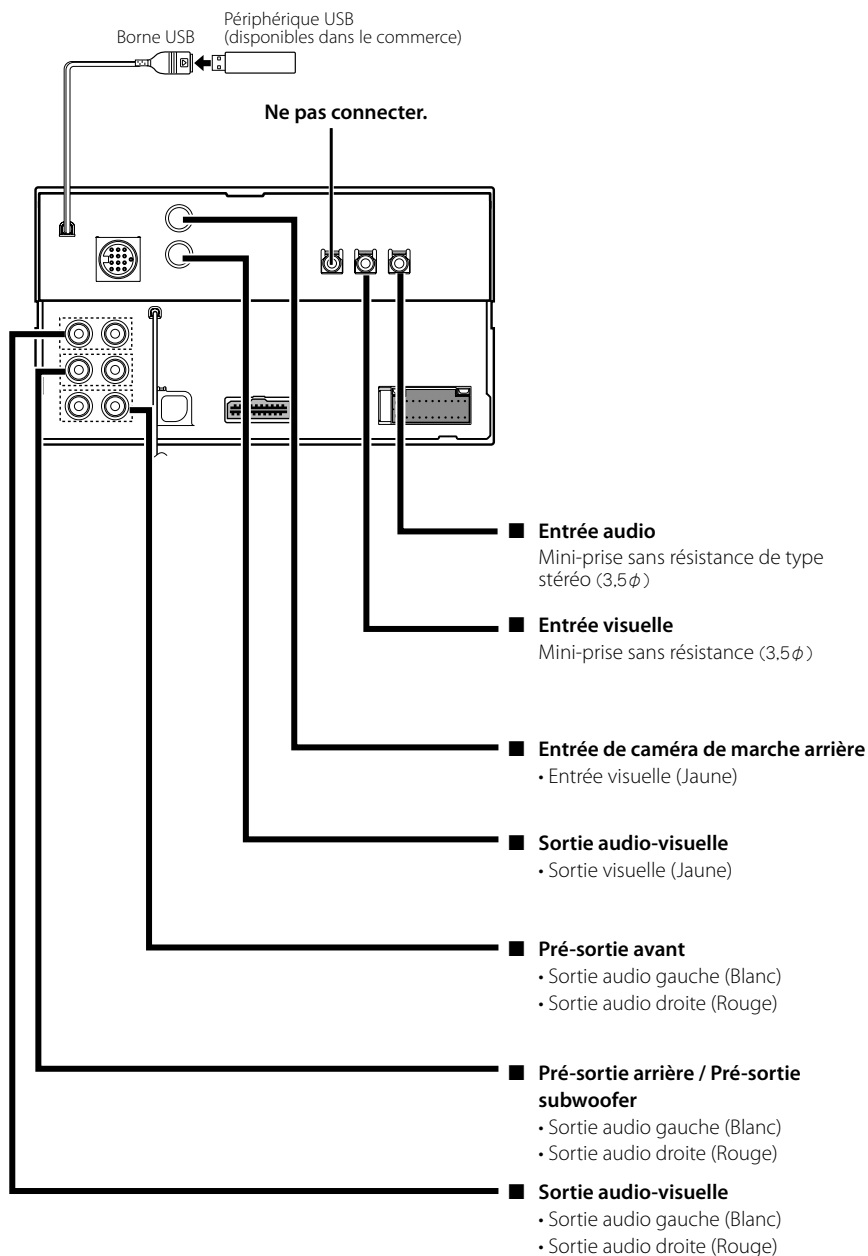 Périphérique USB
(disponibles dans le commerce)
Borne USB
Ne pas connecter.
■ Entrée audio
Mini-prise sans résistance de type
stéréo (3,5φ)
■ Entrée visuelle
Mini-prise sans résistance (3,5φ)
■ Entrée de caméra de marche arrière
• Entrée visuelle (Jaune)
■ Sortie audio-visuelle
• Sortie visuelle (Jaune)
■ Pré-sortie avant
• Sortie audio gauche (Blanc)
• Sortie audio droite (Rouge)
■ Pré-sortie arrière / Pré-sortie
subwoofer
• Sortie audio gauche (Blanc)
• Sortie audio droite (Rouge)
■ Sortie audio-visuelle
• Sortie audio gauche (Blanc)
• Sortie audio droite (Rouge)